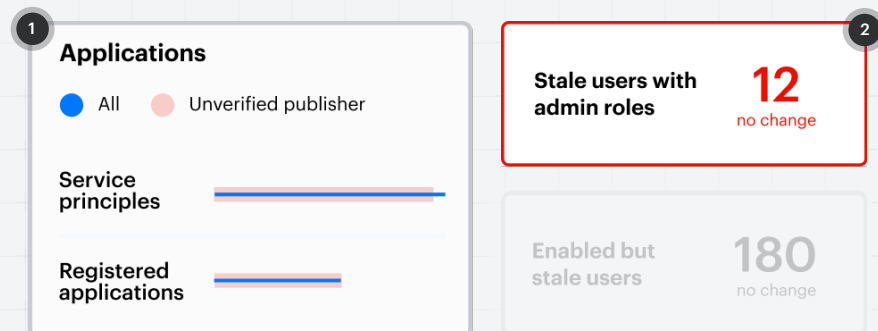 1
Applications
All
Unverified publisher
Service
principles
Registered
applications
2
Stale users with
admin roles
12
no change
Enabled but
stale users
180
no change